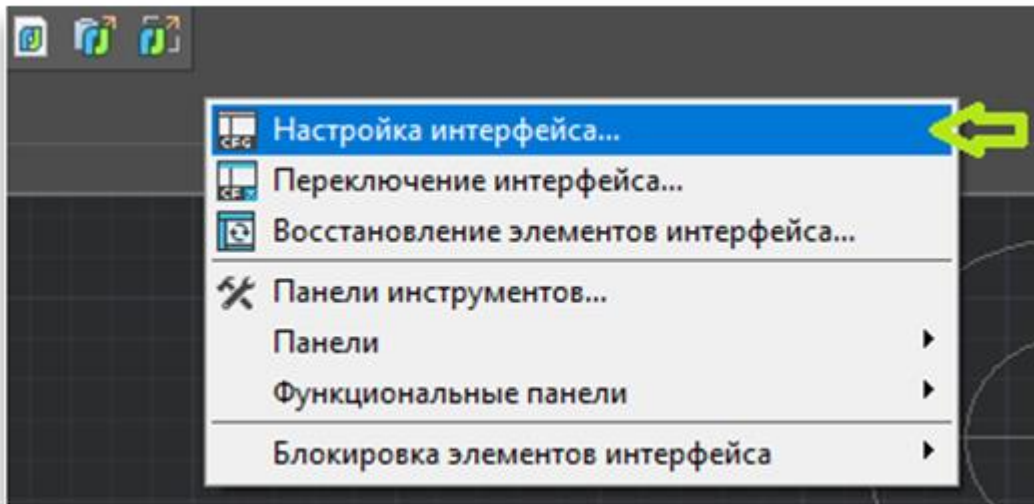 Настройка интерфейса...
Переключение интерфейса...
Восстановление элементов интерфейса...
Панели инструментов...
Панели
Функциональные панели
Блокировка элементов интерфейса